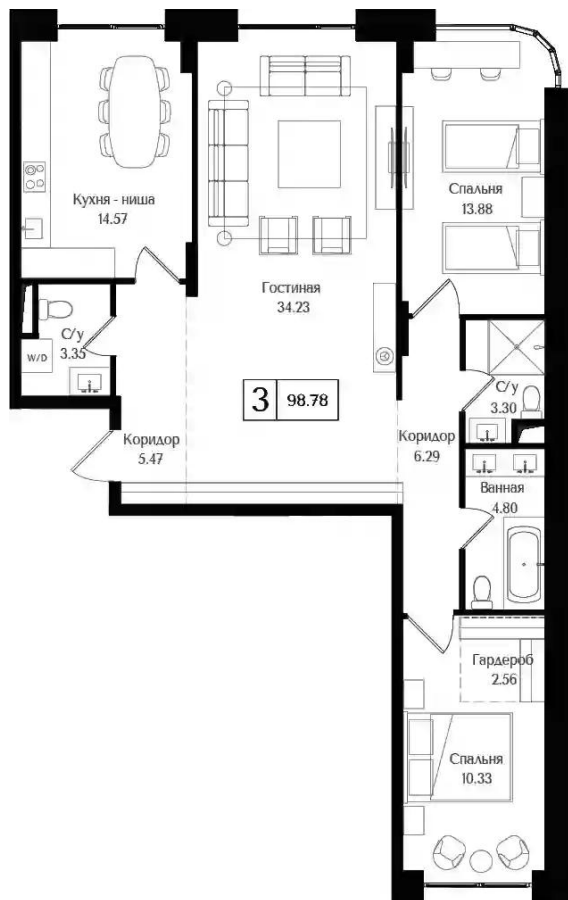 Кухня - ниша
14.57
Гостиная
34.23
Спальня
13.88
С/у
3.35
W/D
3
98.78
С/у
3.30
Коридор
5.47
Коридор
6.29
Ванная
4.80
Гардероб
2.56
Спальня
10.33